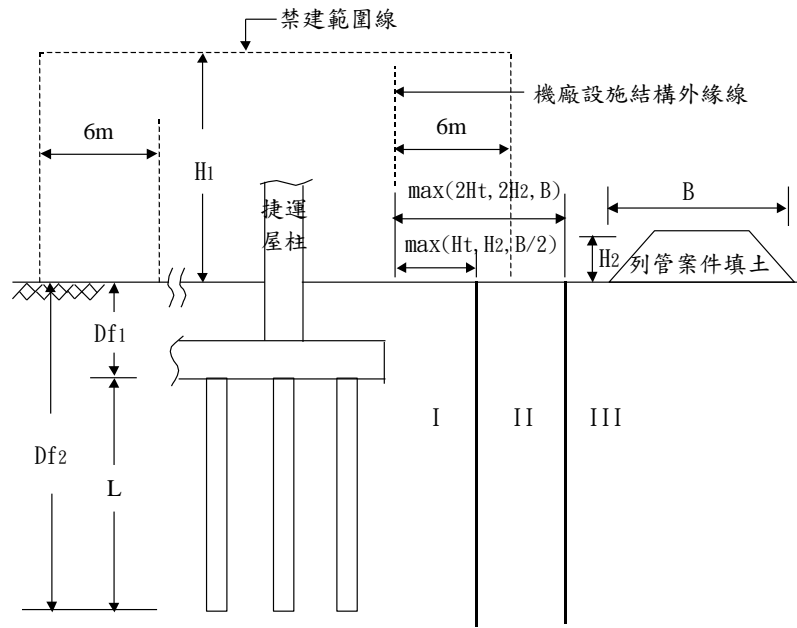 禁建範圍線
機廠設施結構外緣線
6m
6m
H1
max(2Ht,2H2,B)
B
捷運
屋柱
max(Ht,H2,B/2)
H2
列管案件填土
Df1
I
II
III
Df2
L